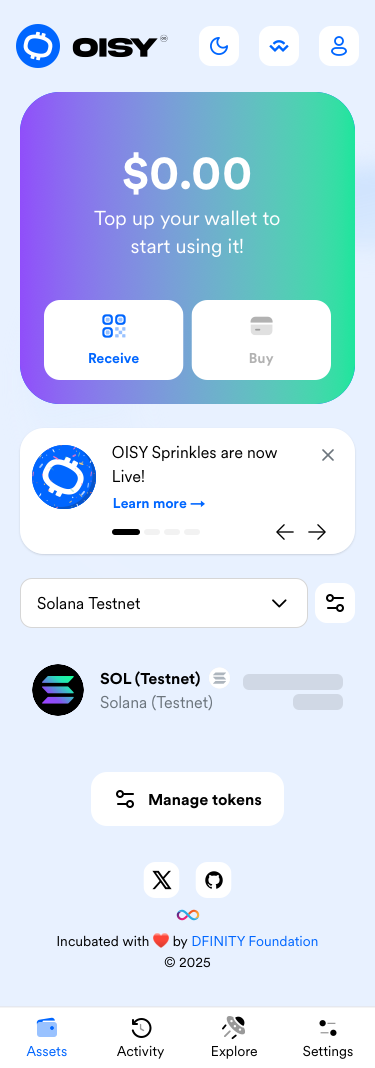 OISY
$0.00
Top up your wallet to
start using it!
Receive
Buy
OISY Sprinkles are now
Live!
Learn more →
Solana Testnet
SOL (Testnet)
Solana (Testnet)
Manage tokens
Incubated with ❤️ by DFINITY Foundation
© 2025
Assets
Activity
Explore
Settings